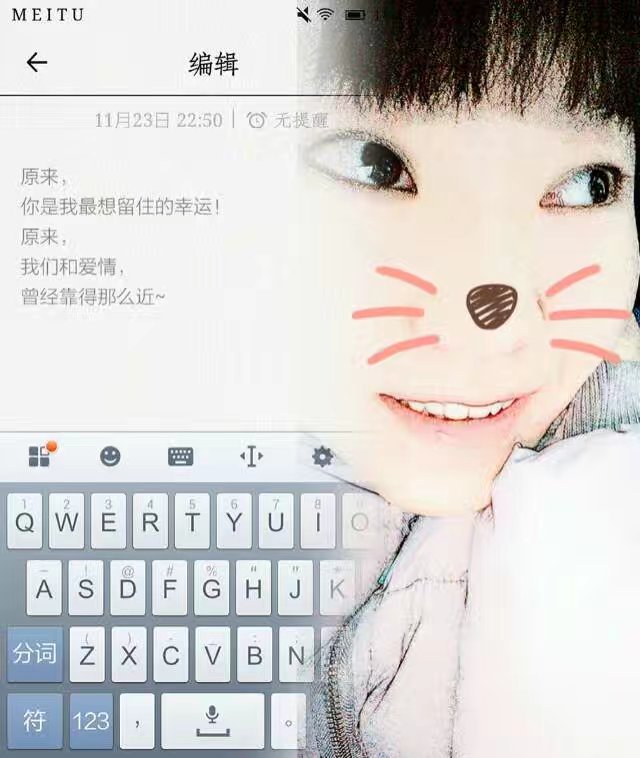 MEITU
编辑
11月23日 22:50 | 无提醒
原来，
你是我最想留住的幸运！
原来，
我们和爱情，
曾经靠得那么近~
1 2 3 4 5 6 7 8
Q W E R T Y U I O
~ ! @ # % “ ” *
A S D F G H J K
( ) - _ : ;
分词 Z X C V B N
符 123 ， 。